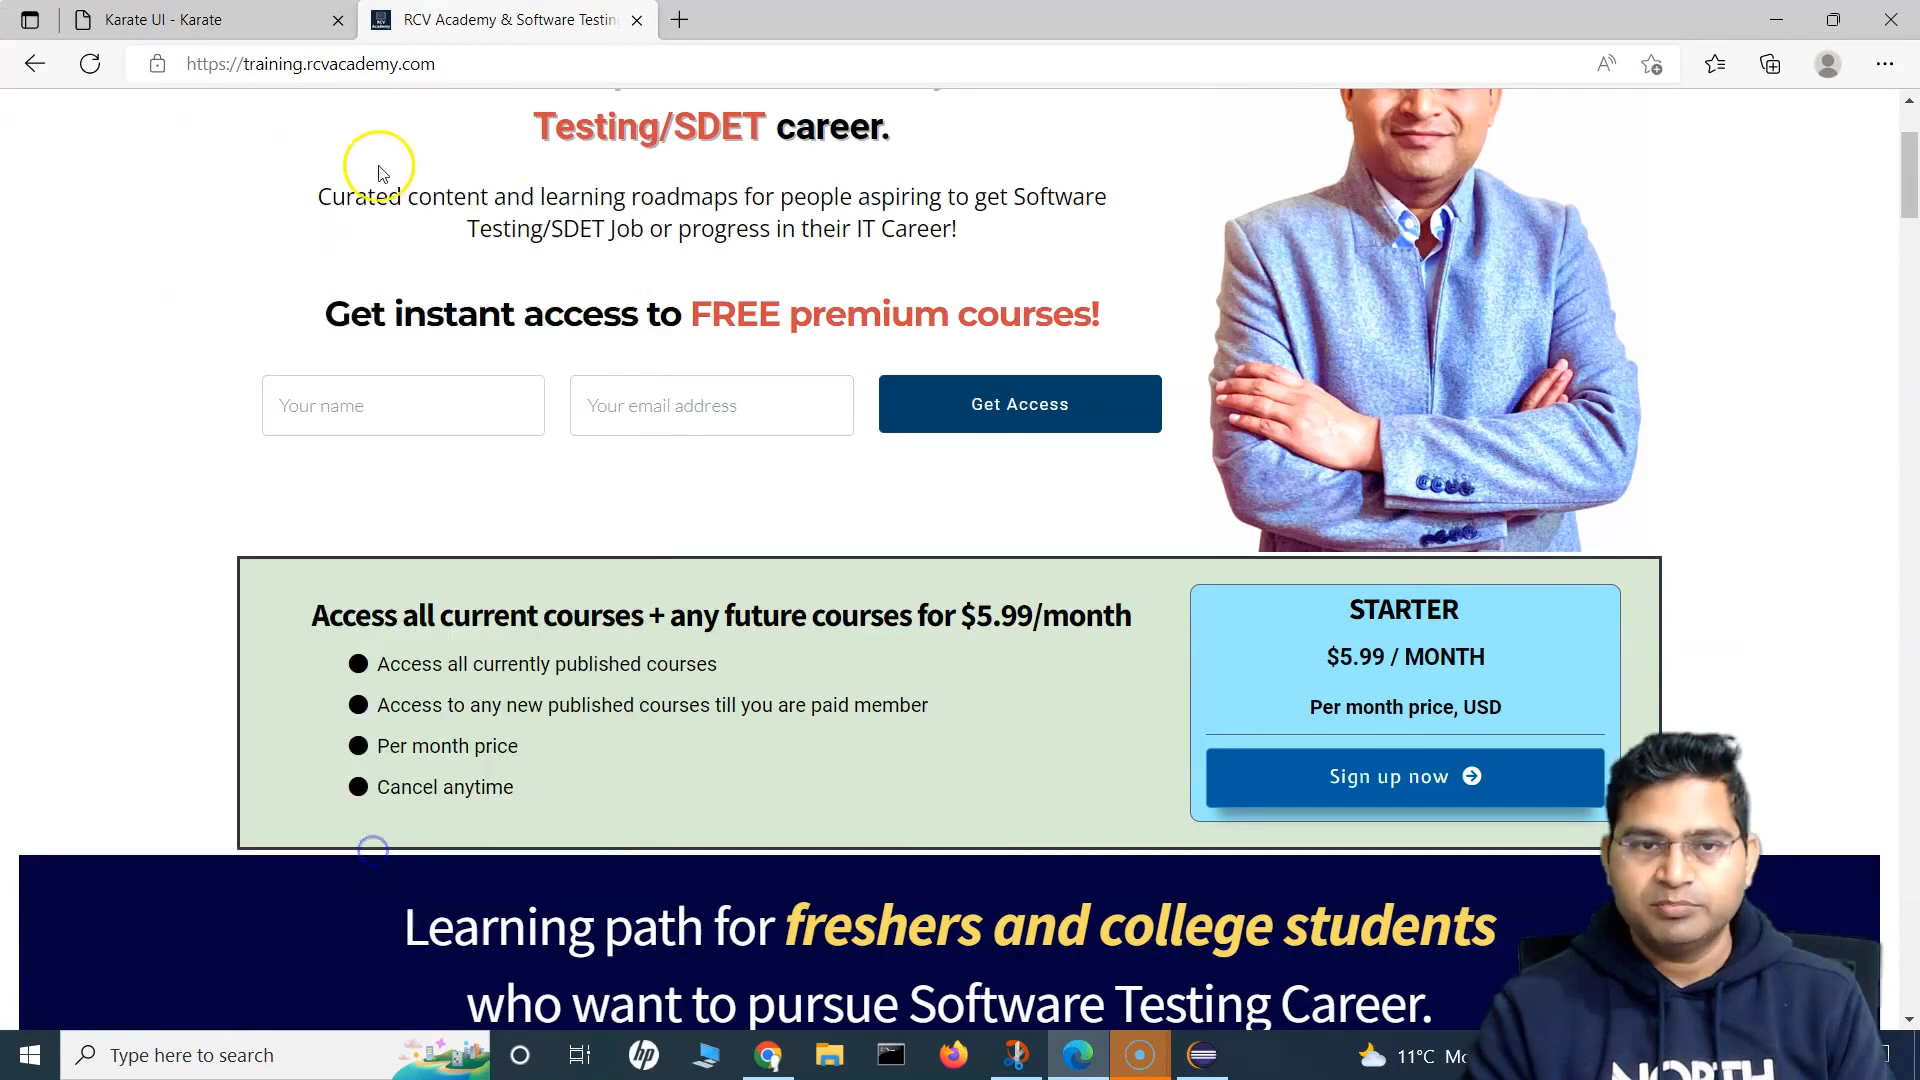 Karate UI - Karate
RCV Academy & Software Testin
https://training.rcvacademy.com
Testing/SDET career.
Curated content and learning roadmaps for people aspiring to get Software
Testing/SDET Job or progress in their IT Career!
Get instant access to FREE premium courses!
Your name
Your email address
Get Access
Access all current courses + any future courses for $5.99/month
Access all currently published courses
Access to any new published courses till you are paid member
Per month price
Cancel anytime
STARTER
$5.99 / MONTH
Per month price, USD
Sign up now
Learning path for freshers and college students
who want to pursue Software Testing Career.
Type here to search
hp
11°C
NORTH